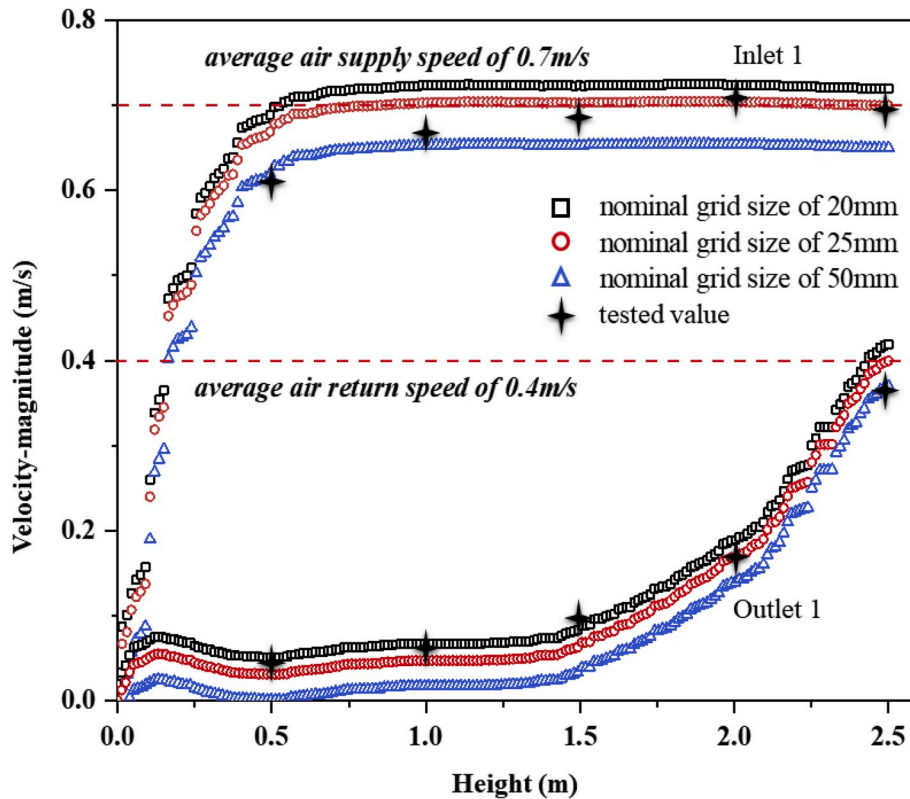 0.8
average air supply speed of 0.7m/s
Inlet 1
0.6
nominal grid size of 20mm
nominal grid size of 25mm
nominal grid size of 50mm
tested value
0.4
average air return speed of 0.4m/s
Velocity-magnitude (m/s)
0.2
Outlet 1
0.0
0.0 0.5 1.0 1.5 2.0 2.5
Height (m)